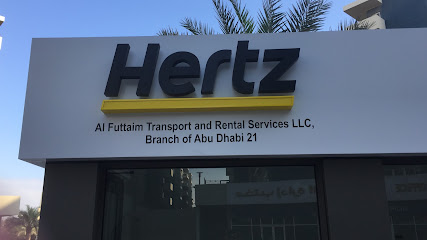 Hertz
Al Futtaim Transport and Rental Services LLC,
Branch of Abu Dhabi 21